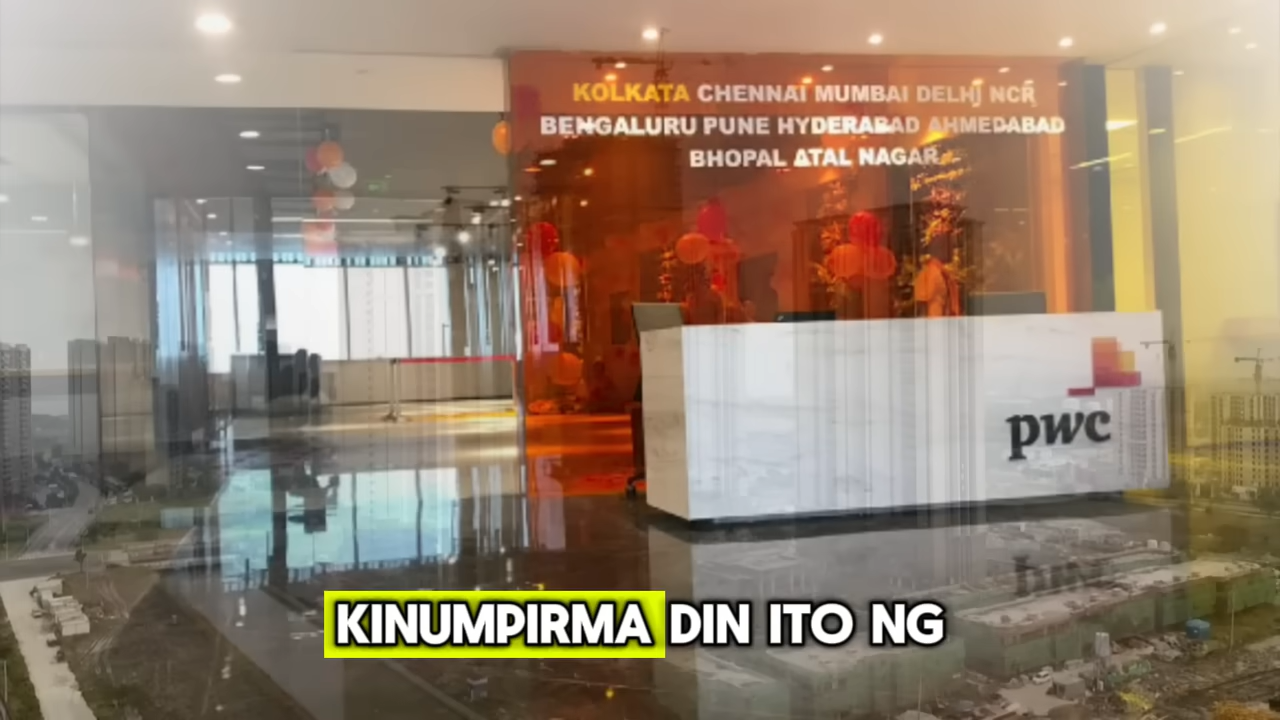 KOLKATA CHENNAI MUMBAI DELHI NCR
BENGALURU PUNE HYDERABAD AHMEDABAD
BHOPAL ATAL NAGAR
pwc
KINUMPIRMA DIN ITO NG